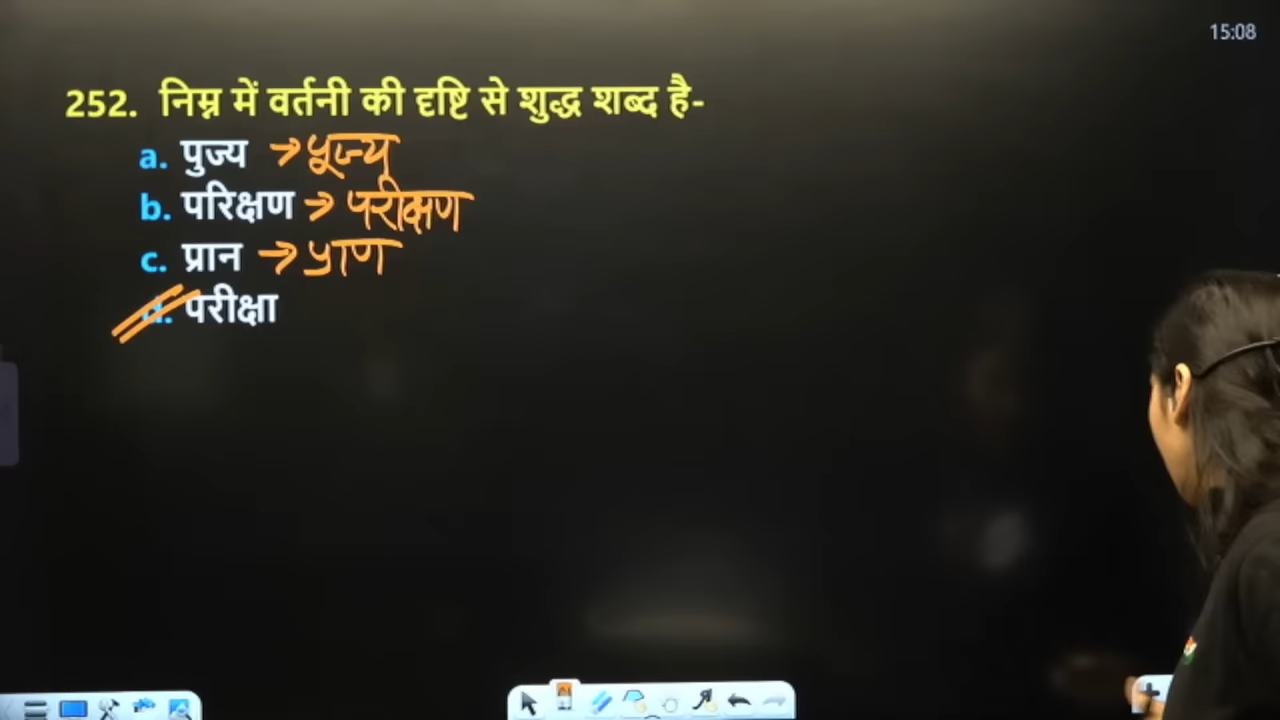 15:08
252. निम्न में वर्तनी की दृष्टि से शुद्ध शब्द है-
a. पुज्य → पूज्य
b. परिक्षण → परीक्षण
c. प्रान → प्राण
d. परीक्षा